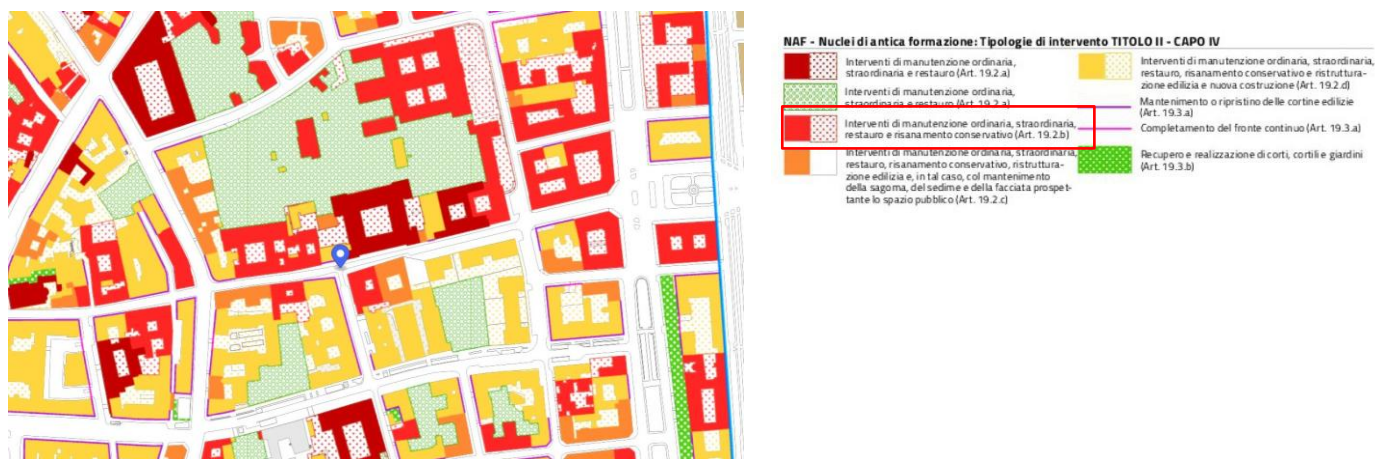 NAF - Nuclei di antica formazione: Tipologie di intervento TITOLO II - CAPO IV
Interventi di manutenzione ordinaria,
straordinaria e restauro (Art. 19.2.a)
Interventi di manutenzione ordinaria,
straordinaria e restauro (Art. 19.2.a)
Interventi di manutenzione ordinaria, straordinaria,
restauro e risanamento conservativo (Art. 19.2.b)
Interventi di manutenzione ordinaria, straordinaria,
restauro, risanamento conservativo, ristruttura-
zione edilizia e, in tal caso, col mantenimento
della sagoma, del sedime e della facciata prospet-
tante lo spazio pubblico (Art. 19.2.c)
Interventi di manutenzione ordinaria, straordinaria,
restauro, risanamento conservativo e ristruttura-
zione edilizia e nuova costruzione (Art. 19.2.d)
Mantenimento o ripristino delle cortine edilizie
(Art. 19.3.a)
Completamento del fronte continuo (Art. 19.3.a)
Recupero e realizzazione di corti, cortili e giardini
(Art. 19.3.b)